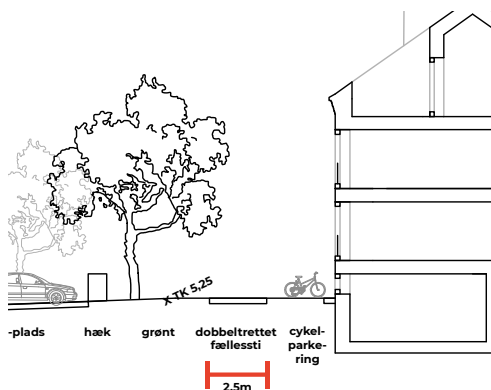 X TK 5,25
-plads
hæk
grønt
dobbeltrettet
fællessti
cykel-
parke-
ring
2.5m